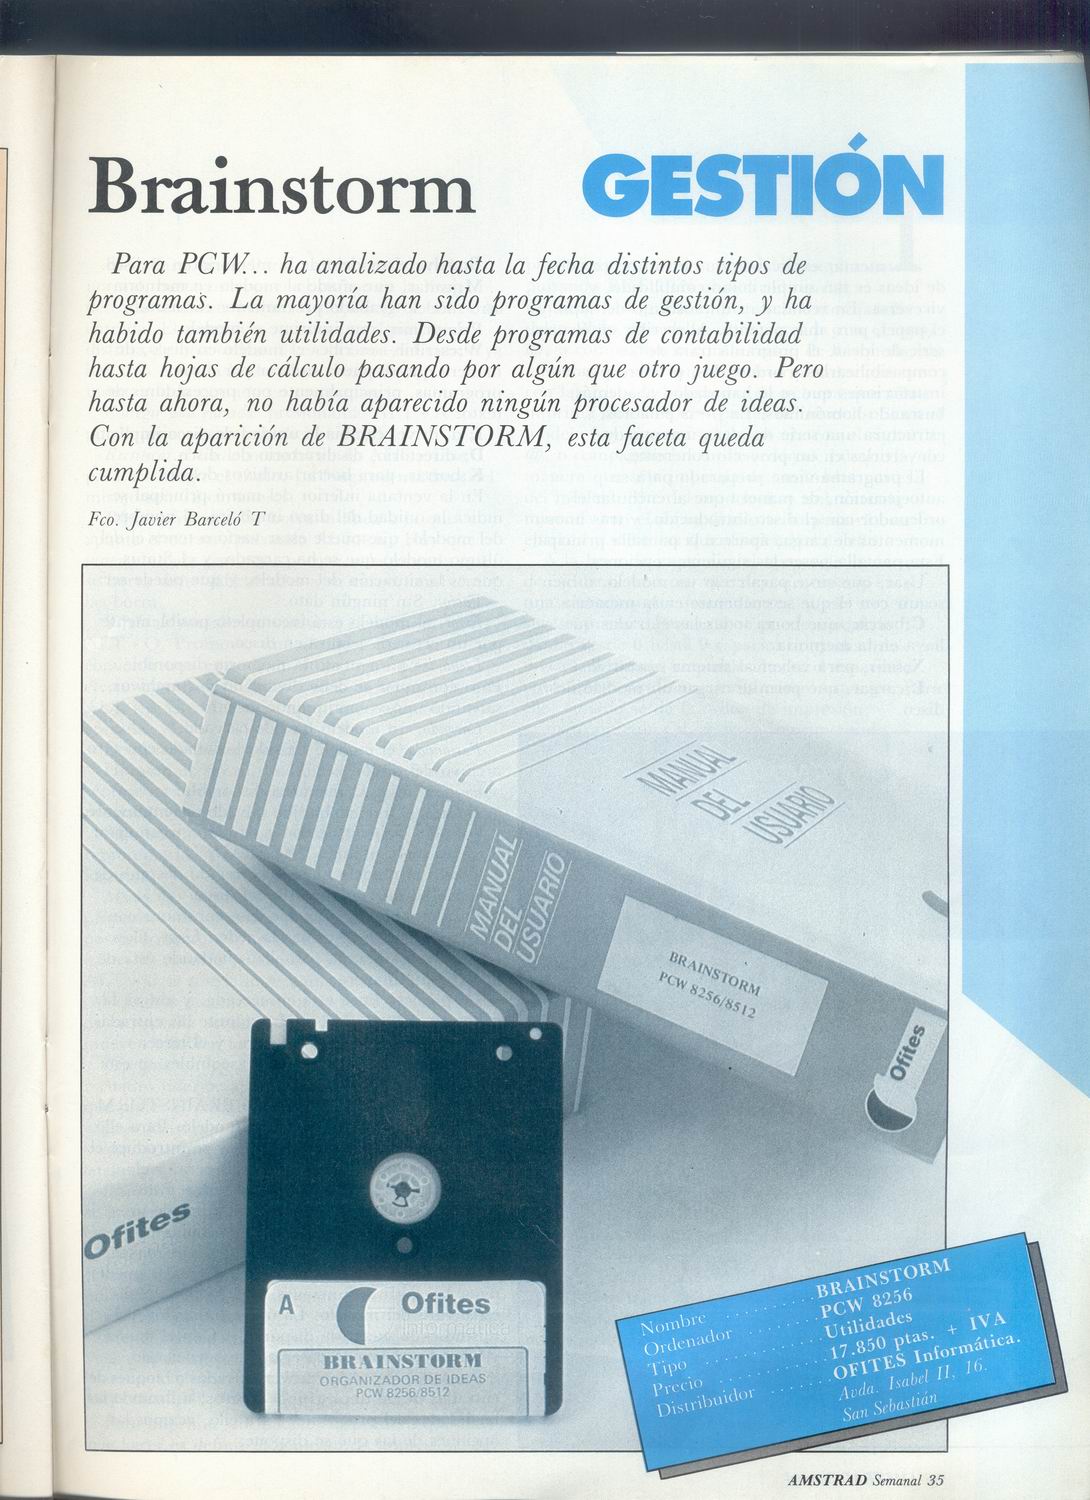 Brainstorm
GESTIÓN
Para PCW... ha analizado hasta la fecha distintos tipos de
programas. La mayoría han sido programas de gestión, y ha
habido también utilidades. Desde programas de contabilidad
hasta hojas de cálculo pasando por algún que otro juego. Pero
hasta ahora, no había aparecido ningún procesador de ideas.
Con la aparición de BRAINSTORM, esta faceta queda
cumplida.
Fco. Javier Barceló T
MANUAL
DEL
USUARIO
MANUAL
DEL
USUARIO
BRAINSTORM
PCW 8256/8512
Ofites
Ofites
A
Ofites
BRAINSTORM
ORGANIZADOR DE IDEAS
PCW 8256/8512
Nombre ........... BRAINSTORM
Ordenador ......... PCW 8256
Tipo .............. Utilidades
Precio ............ 17.850 ptas. + IVA
Distribuidor ....... OFITES Informática.
Avda. Isabel II, 16.
San Sebastián
AMSTRAD Semanal 35